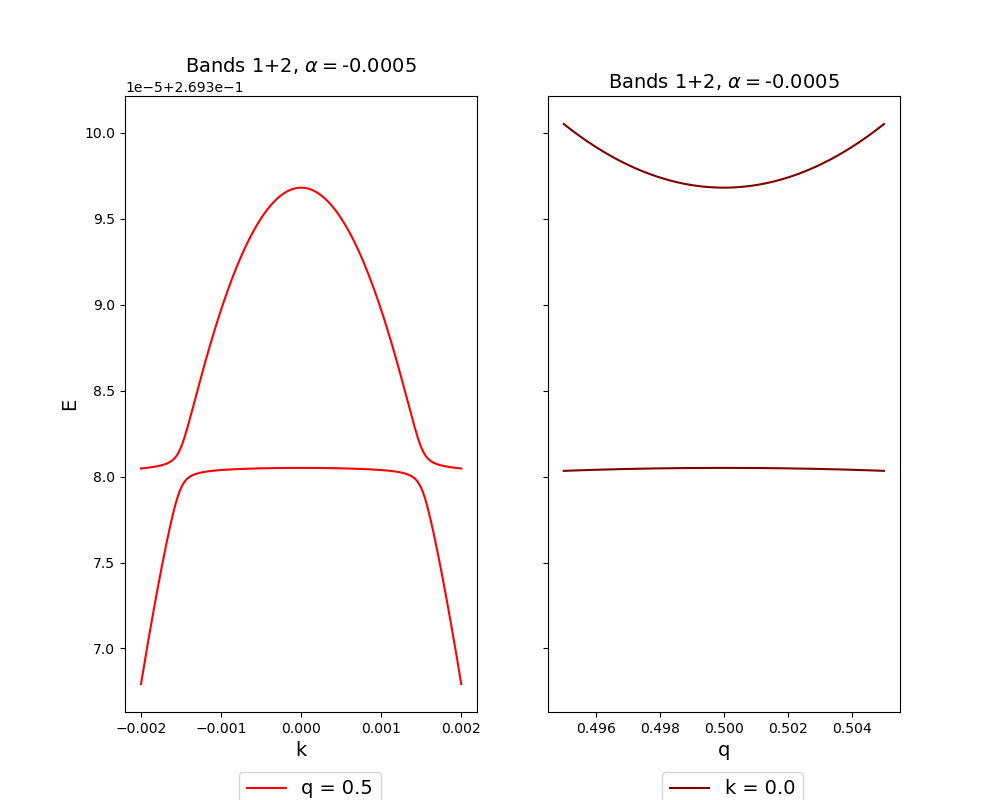 Bands 1+2, α = -0.0005
1e−5+2.693e−1
10.0
9.5
9.0
8.5
8.0
7.5
7.0
E
−0.002
−0.001
0.000
0.001
0.002
k
q = 0.5
Bands 1+2, α = -0.0005
0.496
0.498
0.500
0.502
0.504
q
k = 0.0